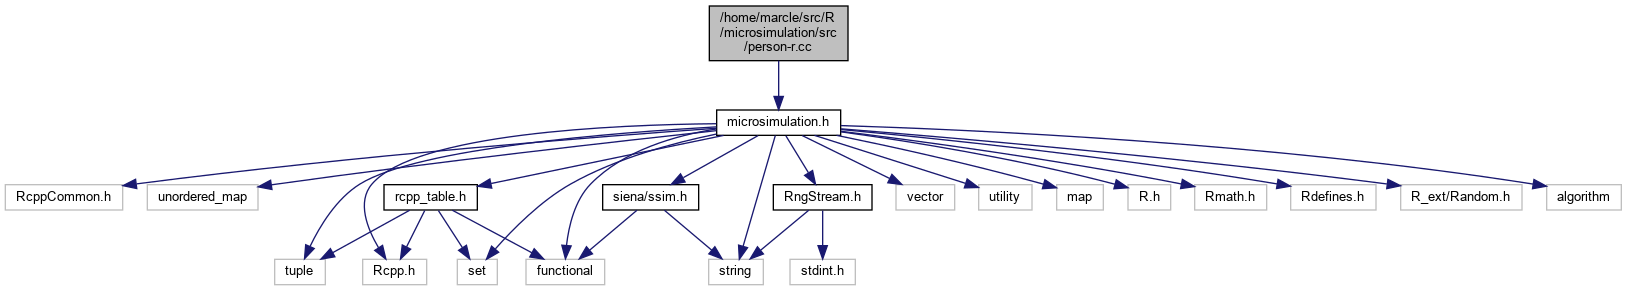 /home/marcle/src/R
/microsimulation/src
/person-r.cc
microsimulation.h
RcppCommon.h
unordered_map
rcpp_table.h
siena/ssim.h
RngStream.h
vector
utility
map
R.h
Rmath.h
Rdefines.h
R_ext/Random.h
algorithm
tuple
Rcpp.h
set
functional
string
stdint.h